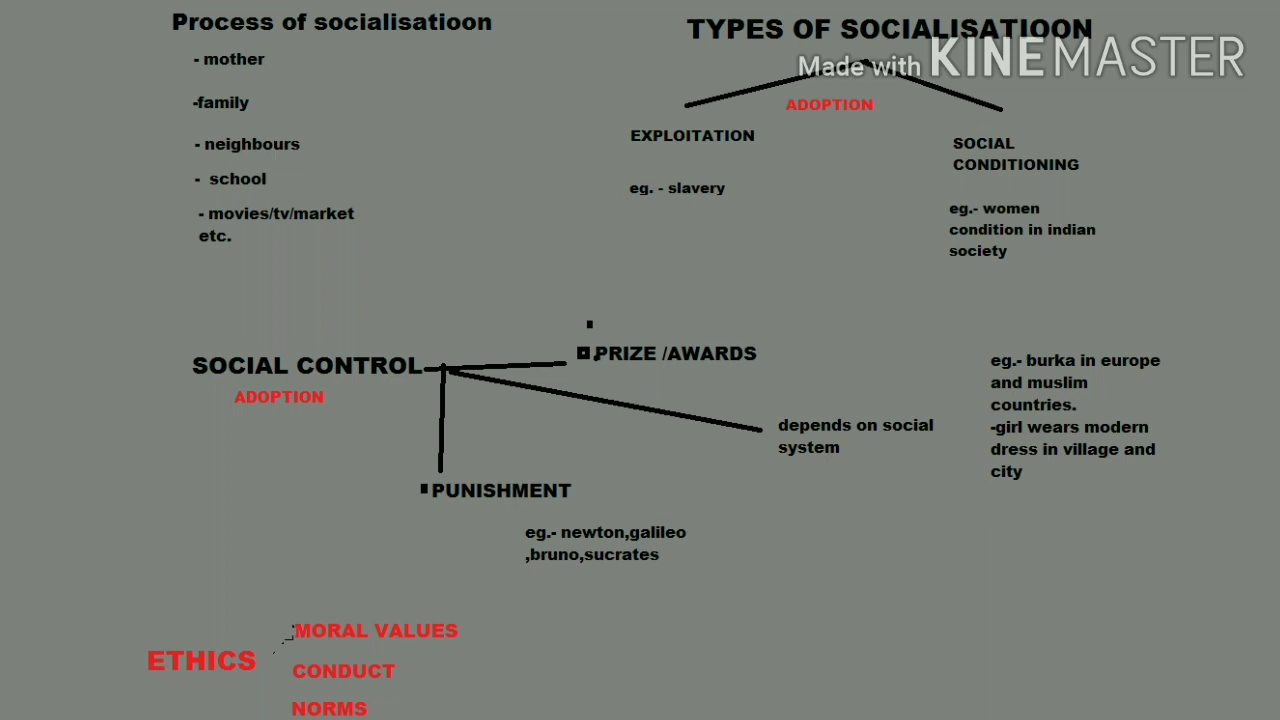 Process of socialisatioon
- mother
-family
- neighbours
- school
- movies/tv/market
etc.
TYPES OF SOCIALISATIOON
Made with KINEMASTER
ADOPTION
EXPLOITATION
eg. - slavery
SOCIAL
CONDITIONING
eg.- women
condition in indian
society
SOCIAL CONTROL
ADOPTION
PRIZE /AWARDS
depends on social
system
eg.- burka in europe
and muslim
countries.
-girl wears modern
dress in village and
city
PUNISHMENT
eg.- newton,galileo
,bruno,sucrates
ETHICS
MORAL VALUES
CONDUCT
NORMS